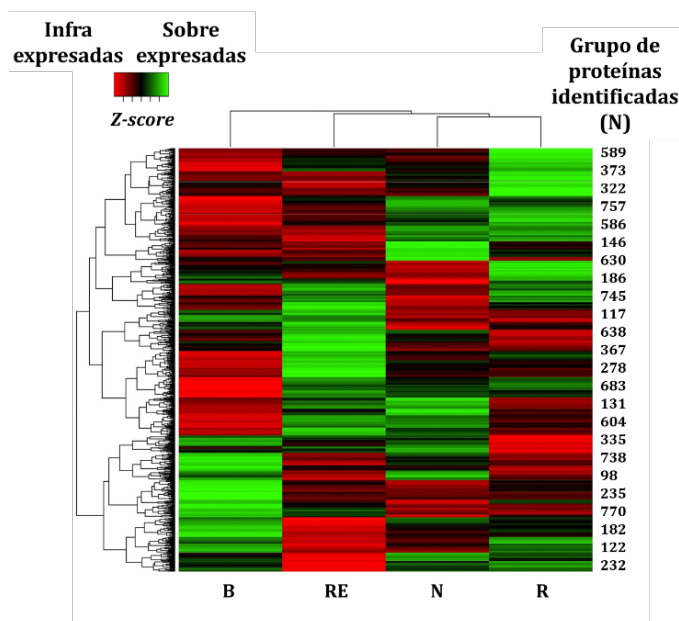 Infra
expresadas
Sobre
expresadas
Z-score
Grupo de
proteínas
identificadas
(N)
589
373
322
757
586
146
630
186
745
117
638
367
278
683
131
604
335
738
98
235
770
182
122
232
B RE N R